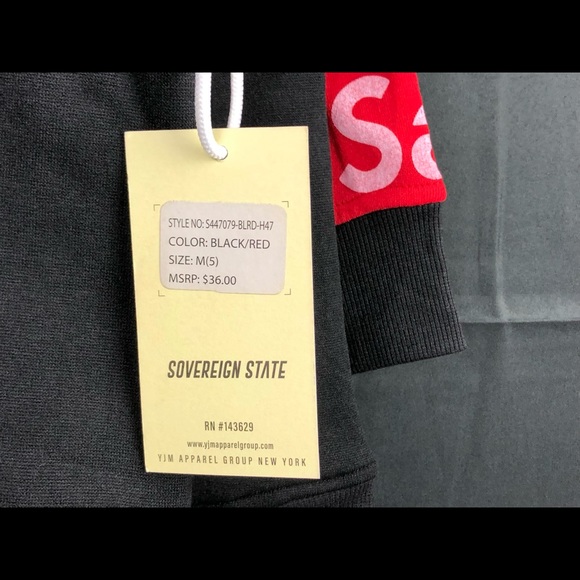 STYLE NO: S447079-BLRD-H47
COLOR: BLACK/RED
SIZE: M(5)
MSRP: $36.00
SOVEREIGN STATE
RN #143629
www.yjmapparelgroup.com
YJM APPAREL GROUP NEW YORK